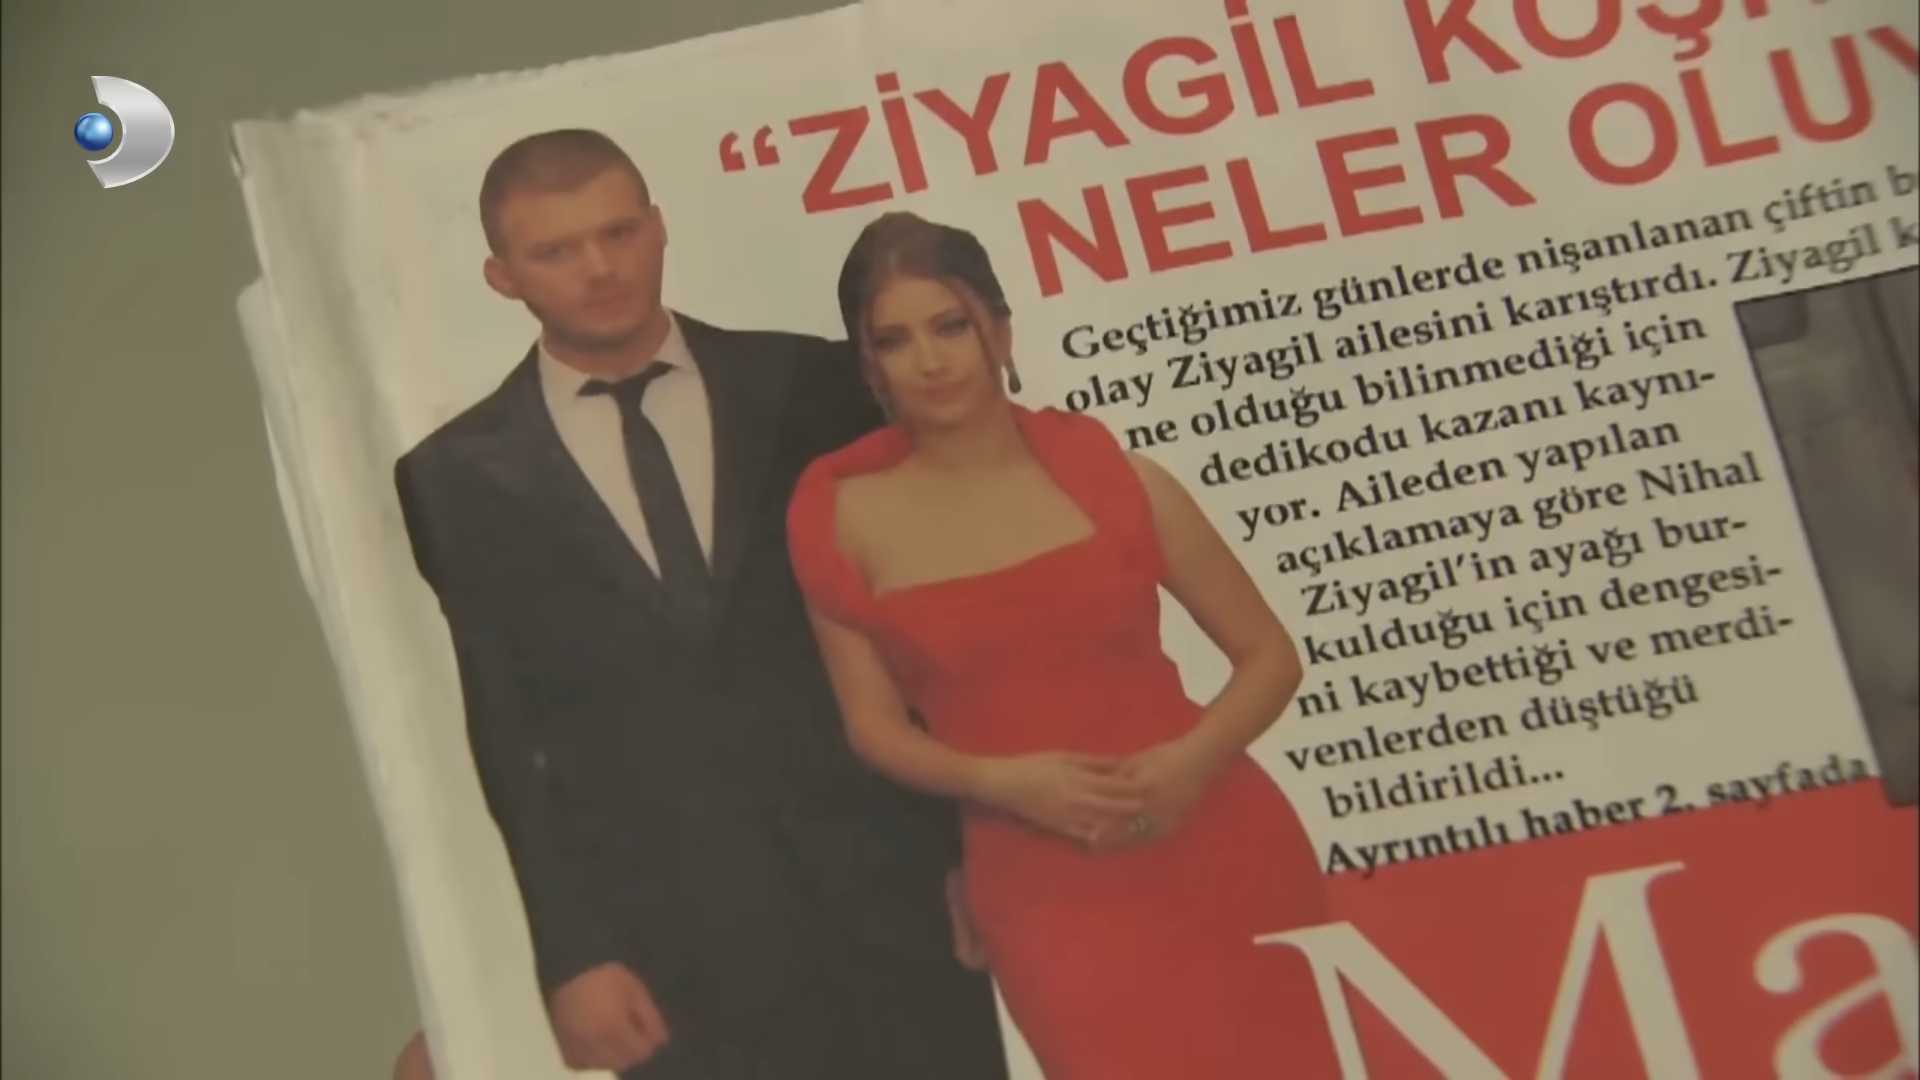 “ZİYAGİL
NELER
Geçtiğimiz günlerde nişanlanan çiftin
olay Ziyagil ailesini karıştırdı. Ziyagil
ne olduğu bilinmediği için
dedikodu kazanı kaynı-
yor. Aileden yapılan
açıklamaya göre Nihal
Ziyagil’in ayağı bur-
kulduğu için dengesi-
ni kaybettiği ve merdi-
venlerden düştüğü
bildirildi...
Ayrıntılı haber 2. sayfada
Ma